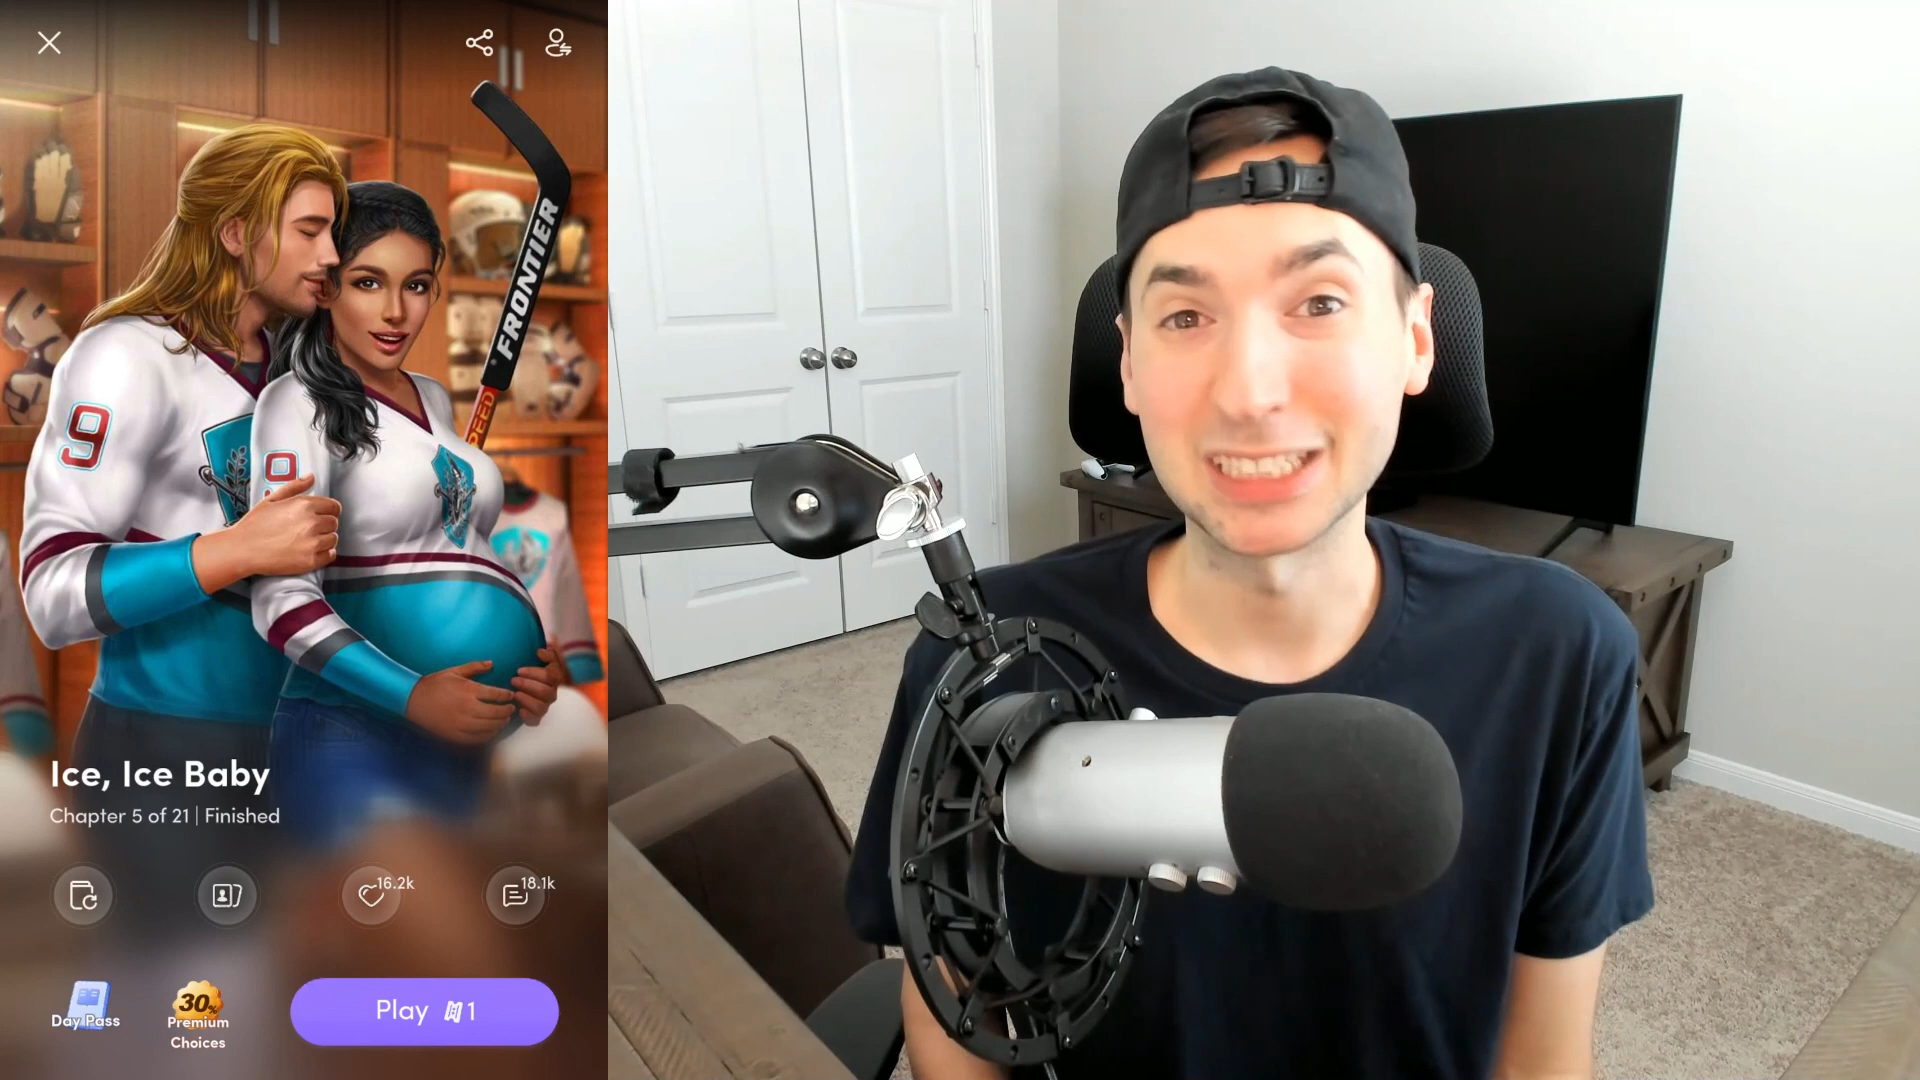 FRONTIER
PEED
9
9
Ice, Ice Baby
Chapter 5 of 21 | Finished
16.2k
18.1k
Day Pass
30%
Premium
Choices
Play 1